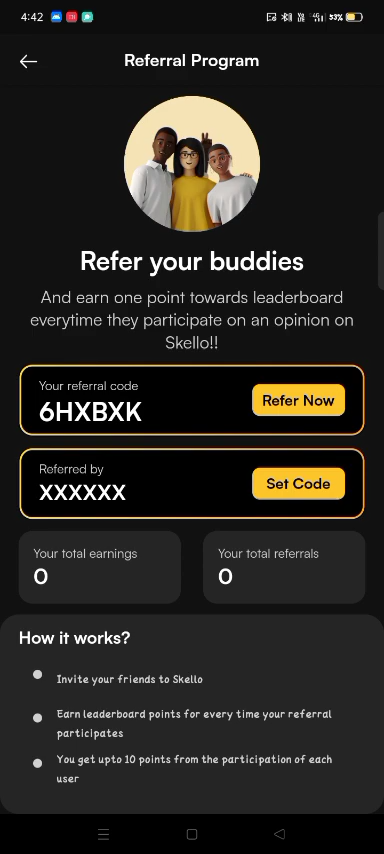 4:42
53%
Referral Program
Refer your buddies
And earn one point towards leaderboard
everytime they participate on an opinion on
Skello!!
Your referral code
6HXBXK
Refer Now
Referred by
XXXXXX
Set Code
Your total earnings
0
Your total referrals
0
How it works?
Invite your friends to Skello
Earn leaderboard points for every time your referral
participates
You get upto 10 points from the participation of each
user